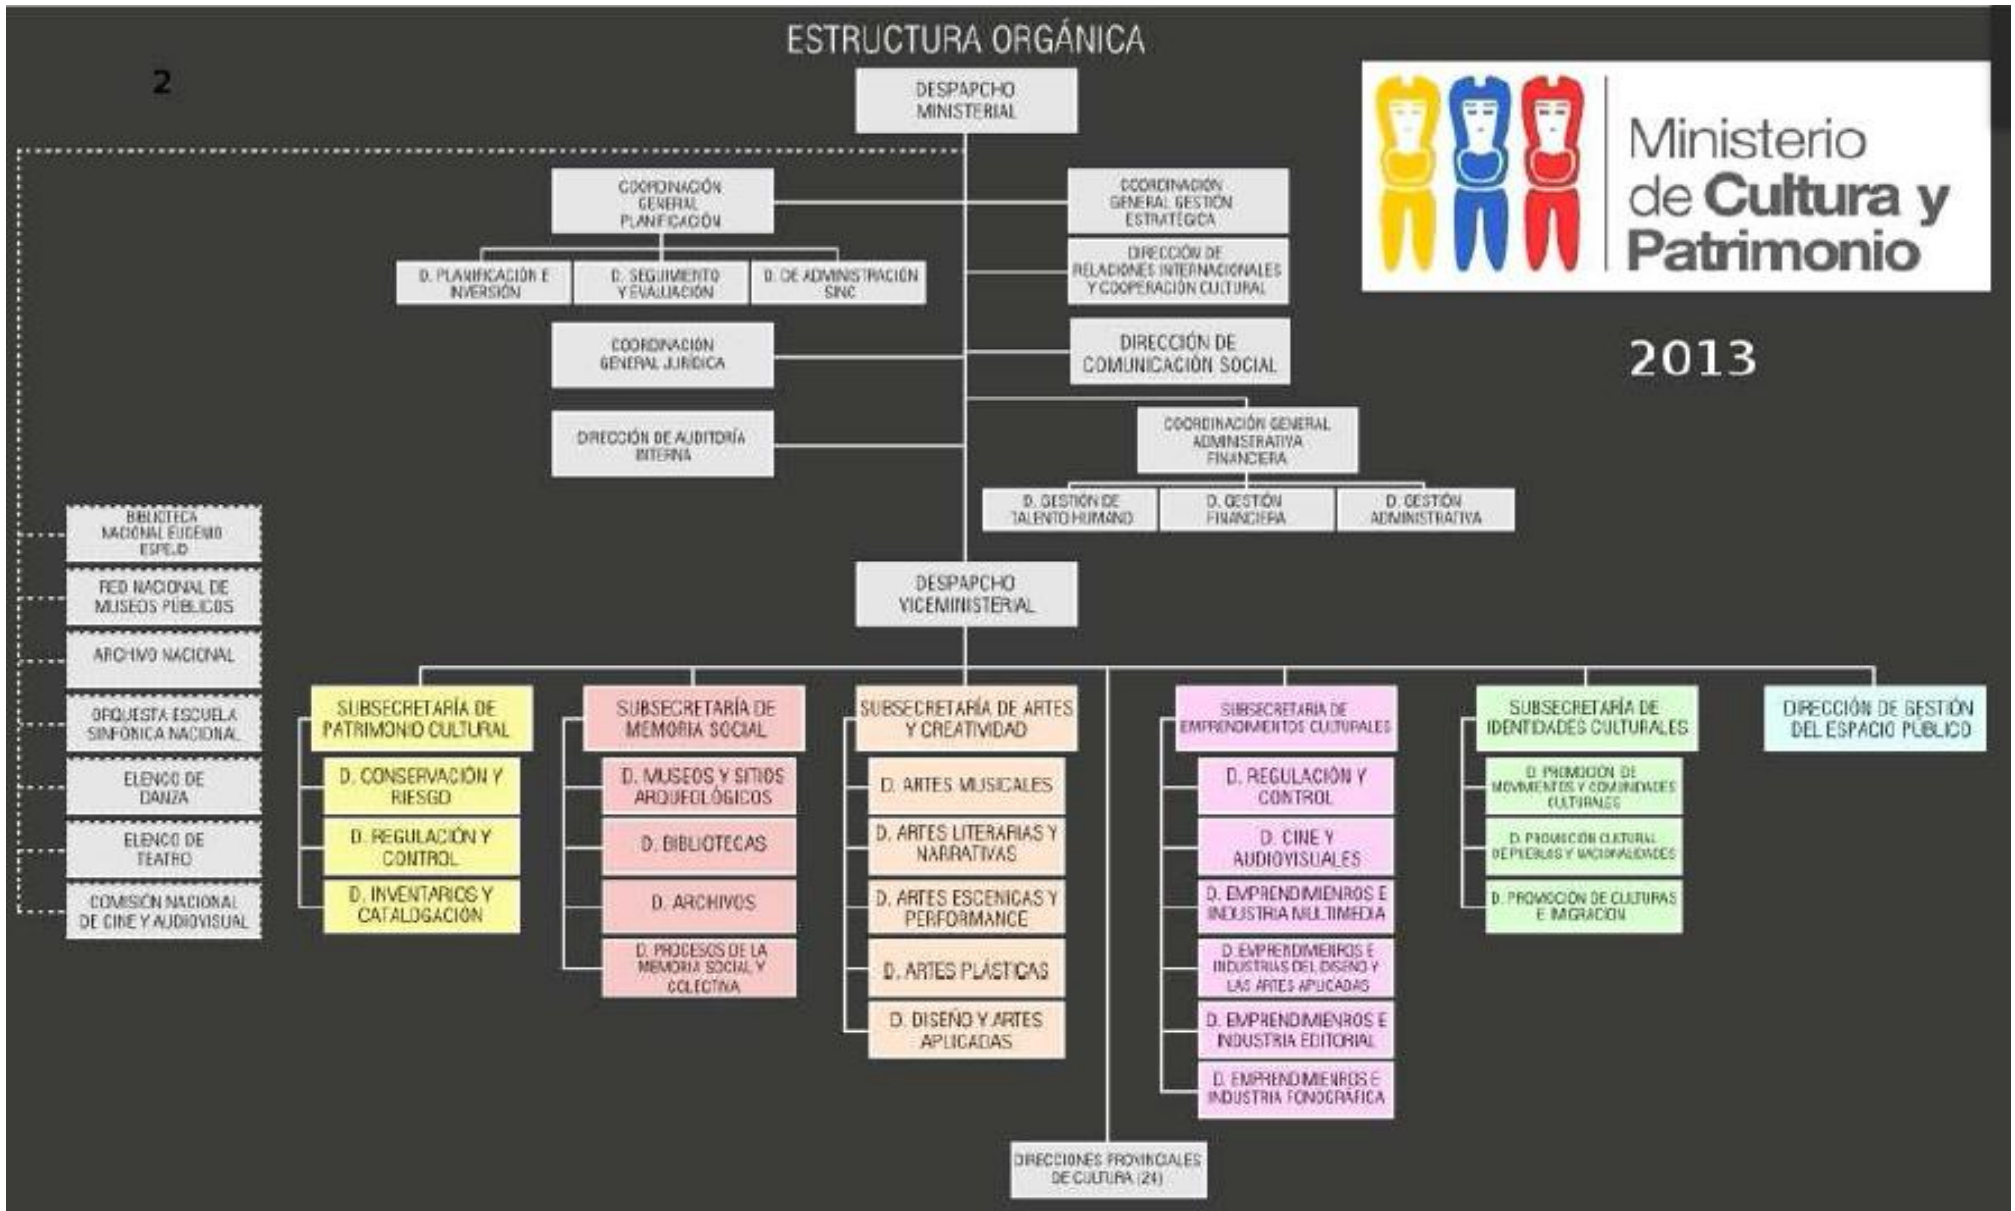 ESTRUCTURA ORGÁNICA
2
DESPAPCHO
MINISTERIAL
Ministerio
de Cultura y
Patrimonio
2013
COORDINACIÓN
GENERAL
PLANIFICACIÓN
COORDINACIÓN
GENERAL GESTIÓN
ESTRATÉGICA
D. PLANIFICACIÓN E
INVERSIÓN
D. SEGUIMIENTO
Y EVALUACIÓN
D. DE ADMINISTRACIÓN
SINC
DIRECCIÓN DE
RELACIONES INTERNACIONALES
Y COOPERACIÓN CULTURAL
COORDINACIÓN
GENERAL JURÍDICA
DIRECCIÓN DE
COMUNICACIÓN SOCIAL
DIRECCIÓN DE AUDITORÍA
INTERNA
COORDINACIÓN GENERAL
ADMINISTRATIVA
FINANCIERA
D. GESTIÓN DE
TALENTO HUMANO
D. GESTIÓN
FINANCIERA
D. GESTIÓN
ADMINISTRATIVA
BIBLIOTECA
NACIONAL EUGENIO
ESPEJO
RED NACIONAL DE
MUSEOS PÚBLICOS
ARCHIVO NACIONAL
ORQUESTA ESCUELA
SINFÓNICA NACIONAL
ELENCO DE
DANZA
ELENCO DE
TEATRO
COMISIÓN NACIONAL
DE CINE Y AUDIOVISUAL
DESPAPCHO
VICEMINISTERIAL
SUBSECRETARÍA DE
PATRIMONIO CULTURAL
D. CONSERVACIÓN Y
RIESGO
D. REGULACIÓN Y
CONTROL
D. INVENTARIOS Y
CATALOGACIÓN
SUBSECRETARÍA DE
MEMORIA SOCIAL
D. MUSEOS Y SITIOS
ARQUEOLÓGICOS
D. BIBLIOTECAS
D. ARCHIVOS
D. PROCESOS DE LA
MEMORIA SOCIAL Y
COLECTIVA
SUBSECRETARÍA DE ARTES
Y CREATIVIDAD
D. ARTES MUSICALES
D. ARTES LITERARIAS Y
NARRATIVAS
D. ARTES ESCENICAS Y
PERFORMANCE
D. ARTES PLÁSTICAS
D. DISEÑO Y ARTES
APLICADAS
SUBSECRETARÍA DE
EMPRENDIMIENTOS CULTURALES
D. REGULACIÓN Y
CONTROL
D. CINE Y
AUDIOVISUALES
D. EMPRENDIMIENROS E
INDUSTRIA MULTIMEDIA
D. EMPRENDIMIENROS E
INDUSTRIAS DEL DISEÑO Y
LAS ARTES APLICADAS
D. EMPRENDIMIENROS E
INDUSTRIA EDITORIAL
D. EMPRENDIMIENROS E
INDUSTRIA FONOGRÁFICA
SUBSECRETARÍA DE
IDENTIDADES CULTURALES
D. PROMOCIÓN DE
MOVIMIENTOS Y COMUNIDADES
CULTURALES
D. PROMOCIÓN CULTURAL
DE PUEBLOS Y NACIONALIDADES
D. PROMOCIÓN DE CULTURAS
E IMIGRACIÓN
DIRECCIÓN DE GESTIÓN
DEL ESPACIO PÚBLICO
DIRECCIONES PROVINCIALES
DE CULTURA (24)